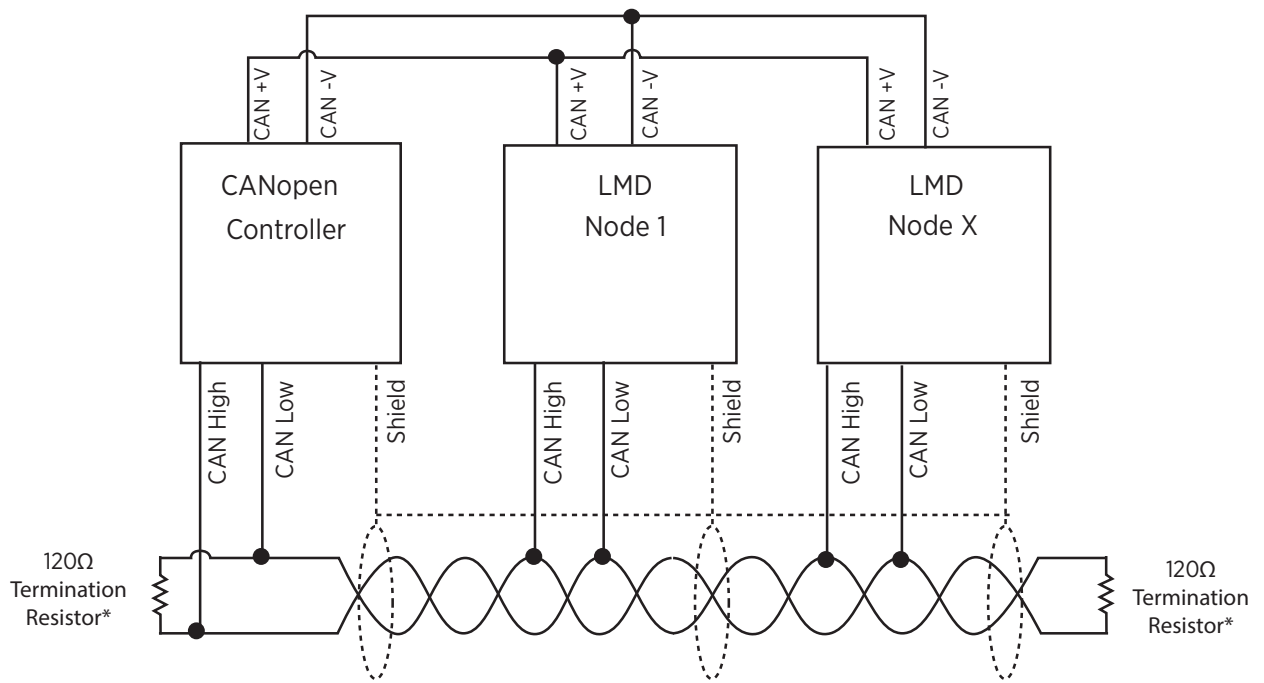 CAN +V
CAN -V
CAN +V
CAN -V
CAN +V
CAN -V
CANopen
Controller
LMD
Node 1
LMD
Node X
CAN High
CAN Low
Shield
CAN High
CAN Low
Shield
CAN High
CAN Low
Shield
120Ω
Termination
Resistor*
120Ω
Termination
Resistor*